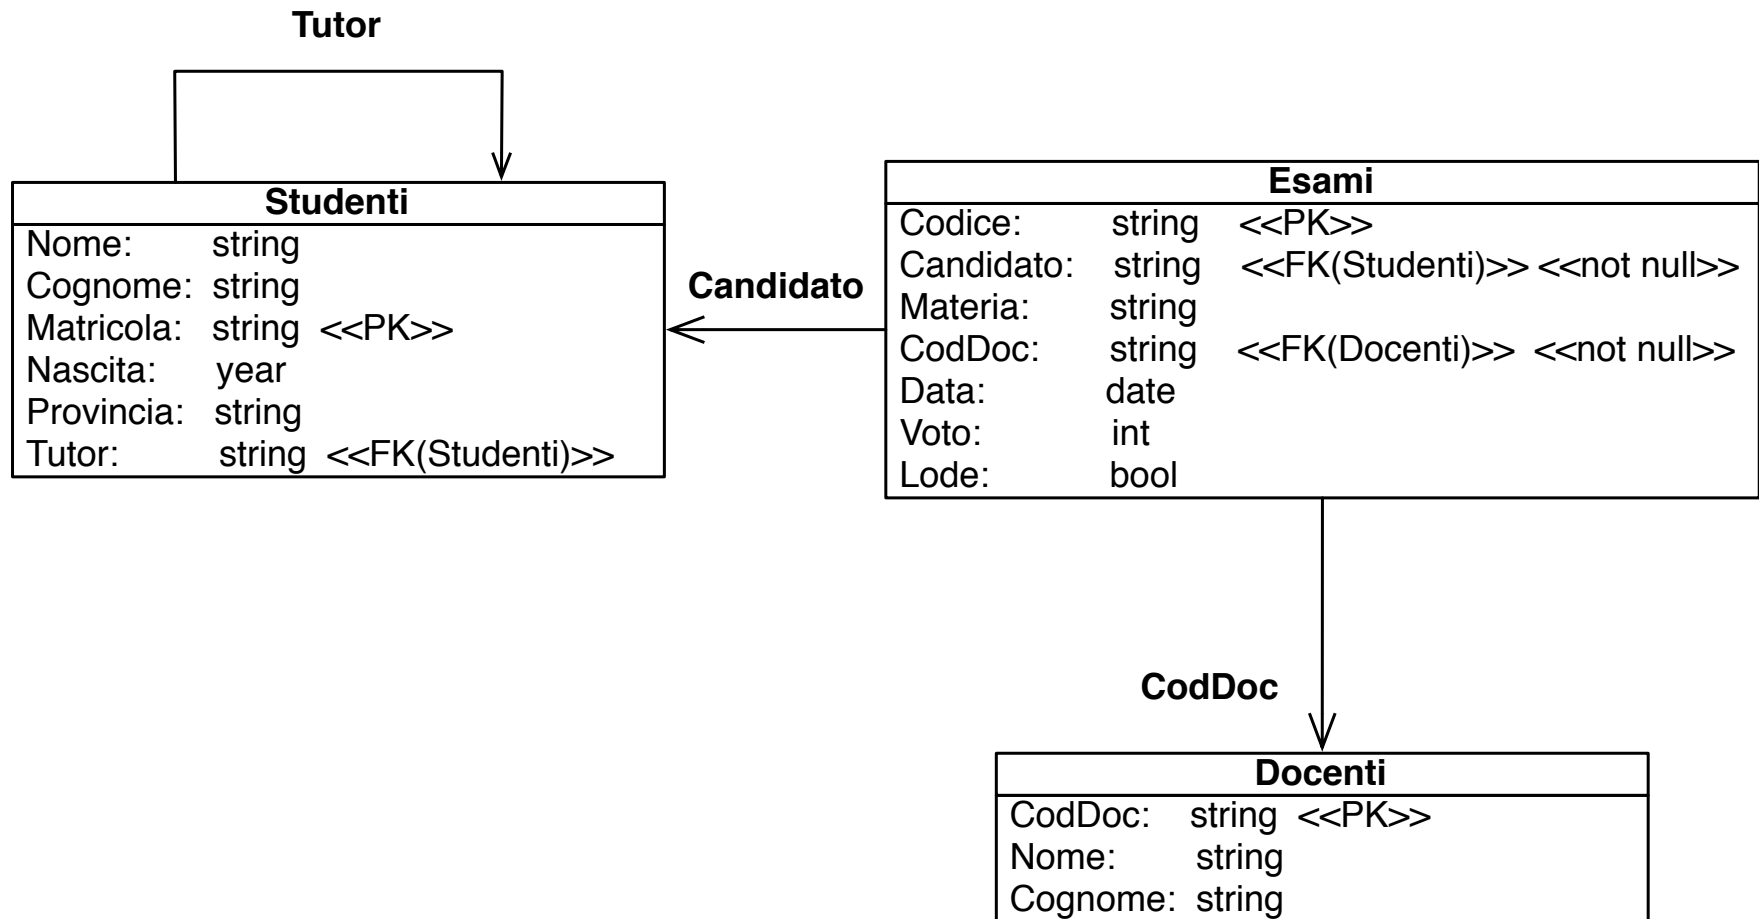 Tutor
Studenti
Nome: string
Cognome: string
Matricola: string <<PK>>
Nascita: year
Provincia: string
Tutor: string <<FK(Studenti)>>
Candidato
Esami
Codice: string <<PK>>
Candidato: string <<FK(Studenti)>> <<not null>>
Materia: string
CodDoc: string <<FK(Docenti)>> <<not null>>
Data: date
Voto: int
Lode: bool
CodDoc
Docenti
CodDoc: string <<PK>>
Nome: string
Cognome: string